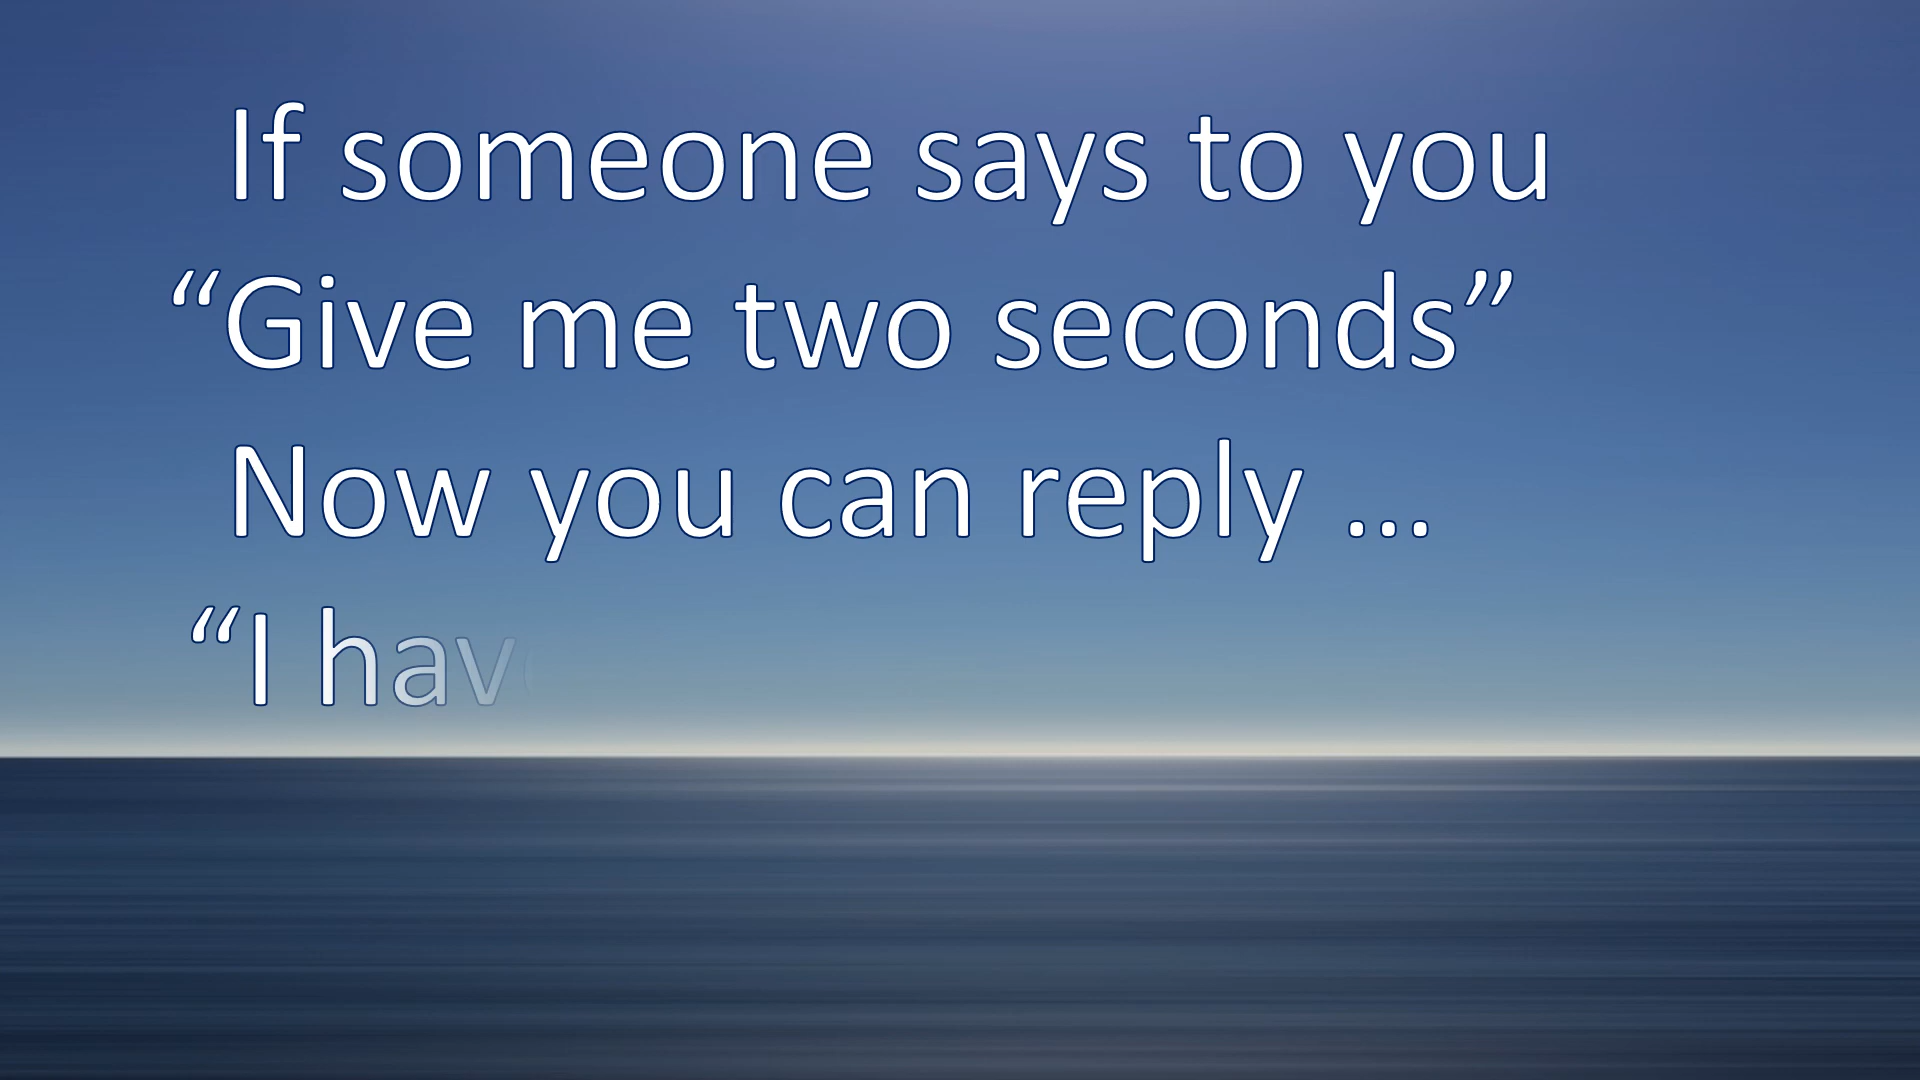 If someone says to you
“Give me two seconds”
Now you can reply ...
“I hav